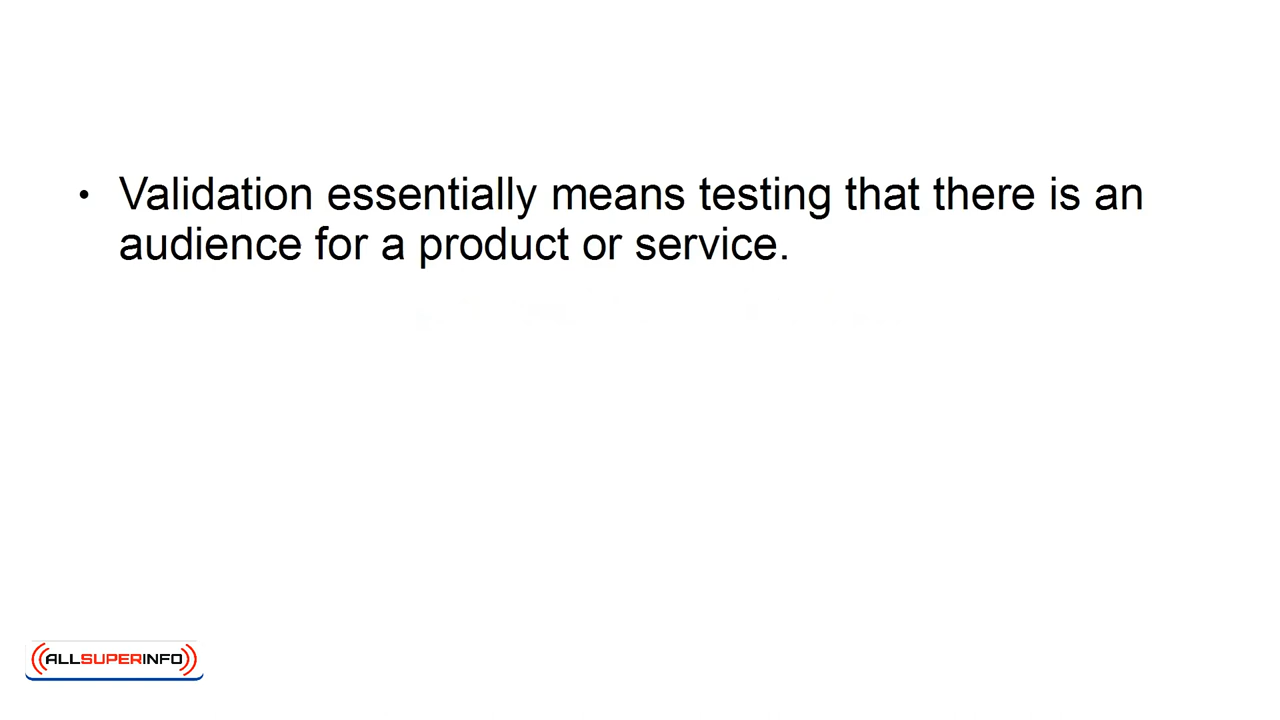 • Validation essentially means testing that there is an
audience for a product or service.
ALLSUPERINFO